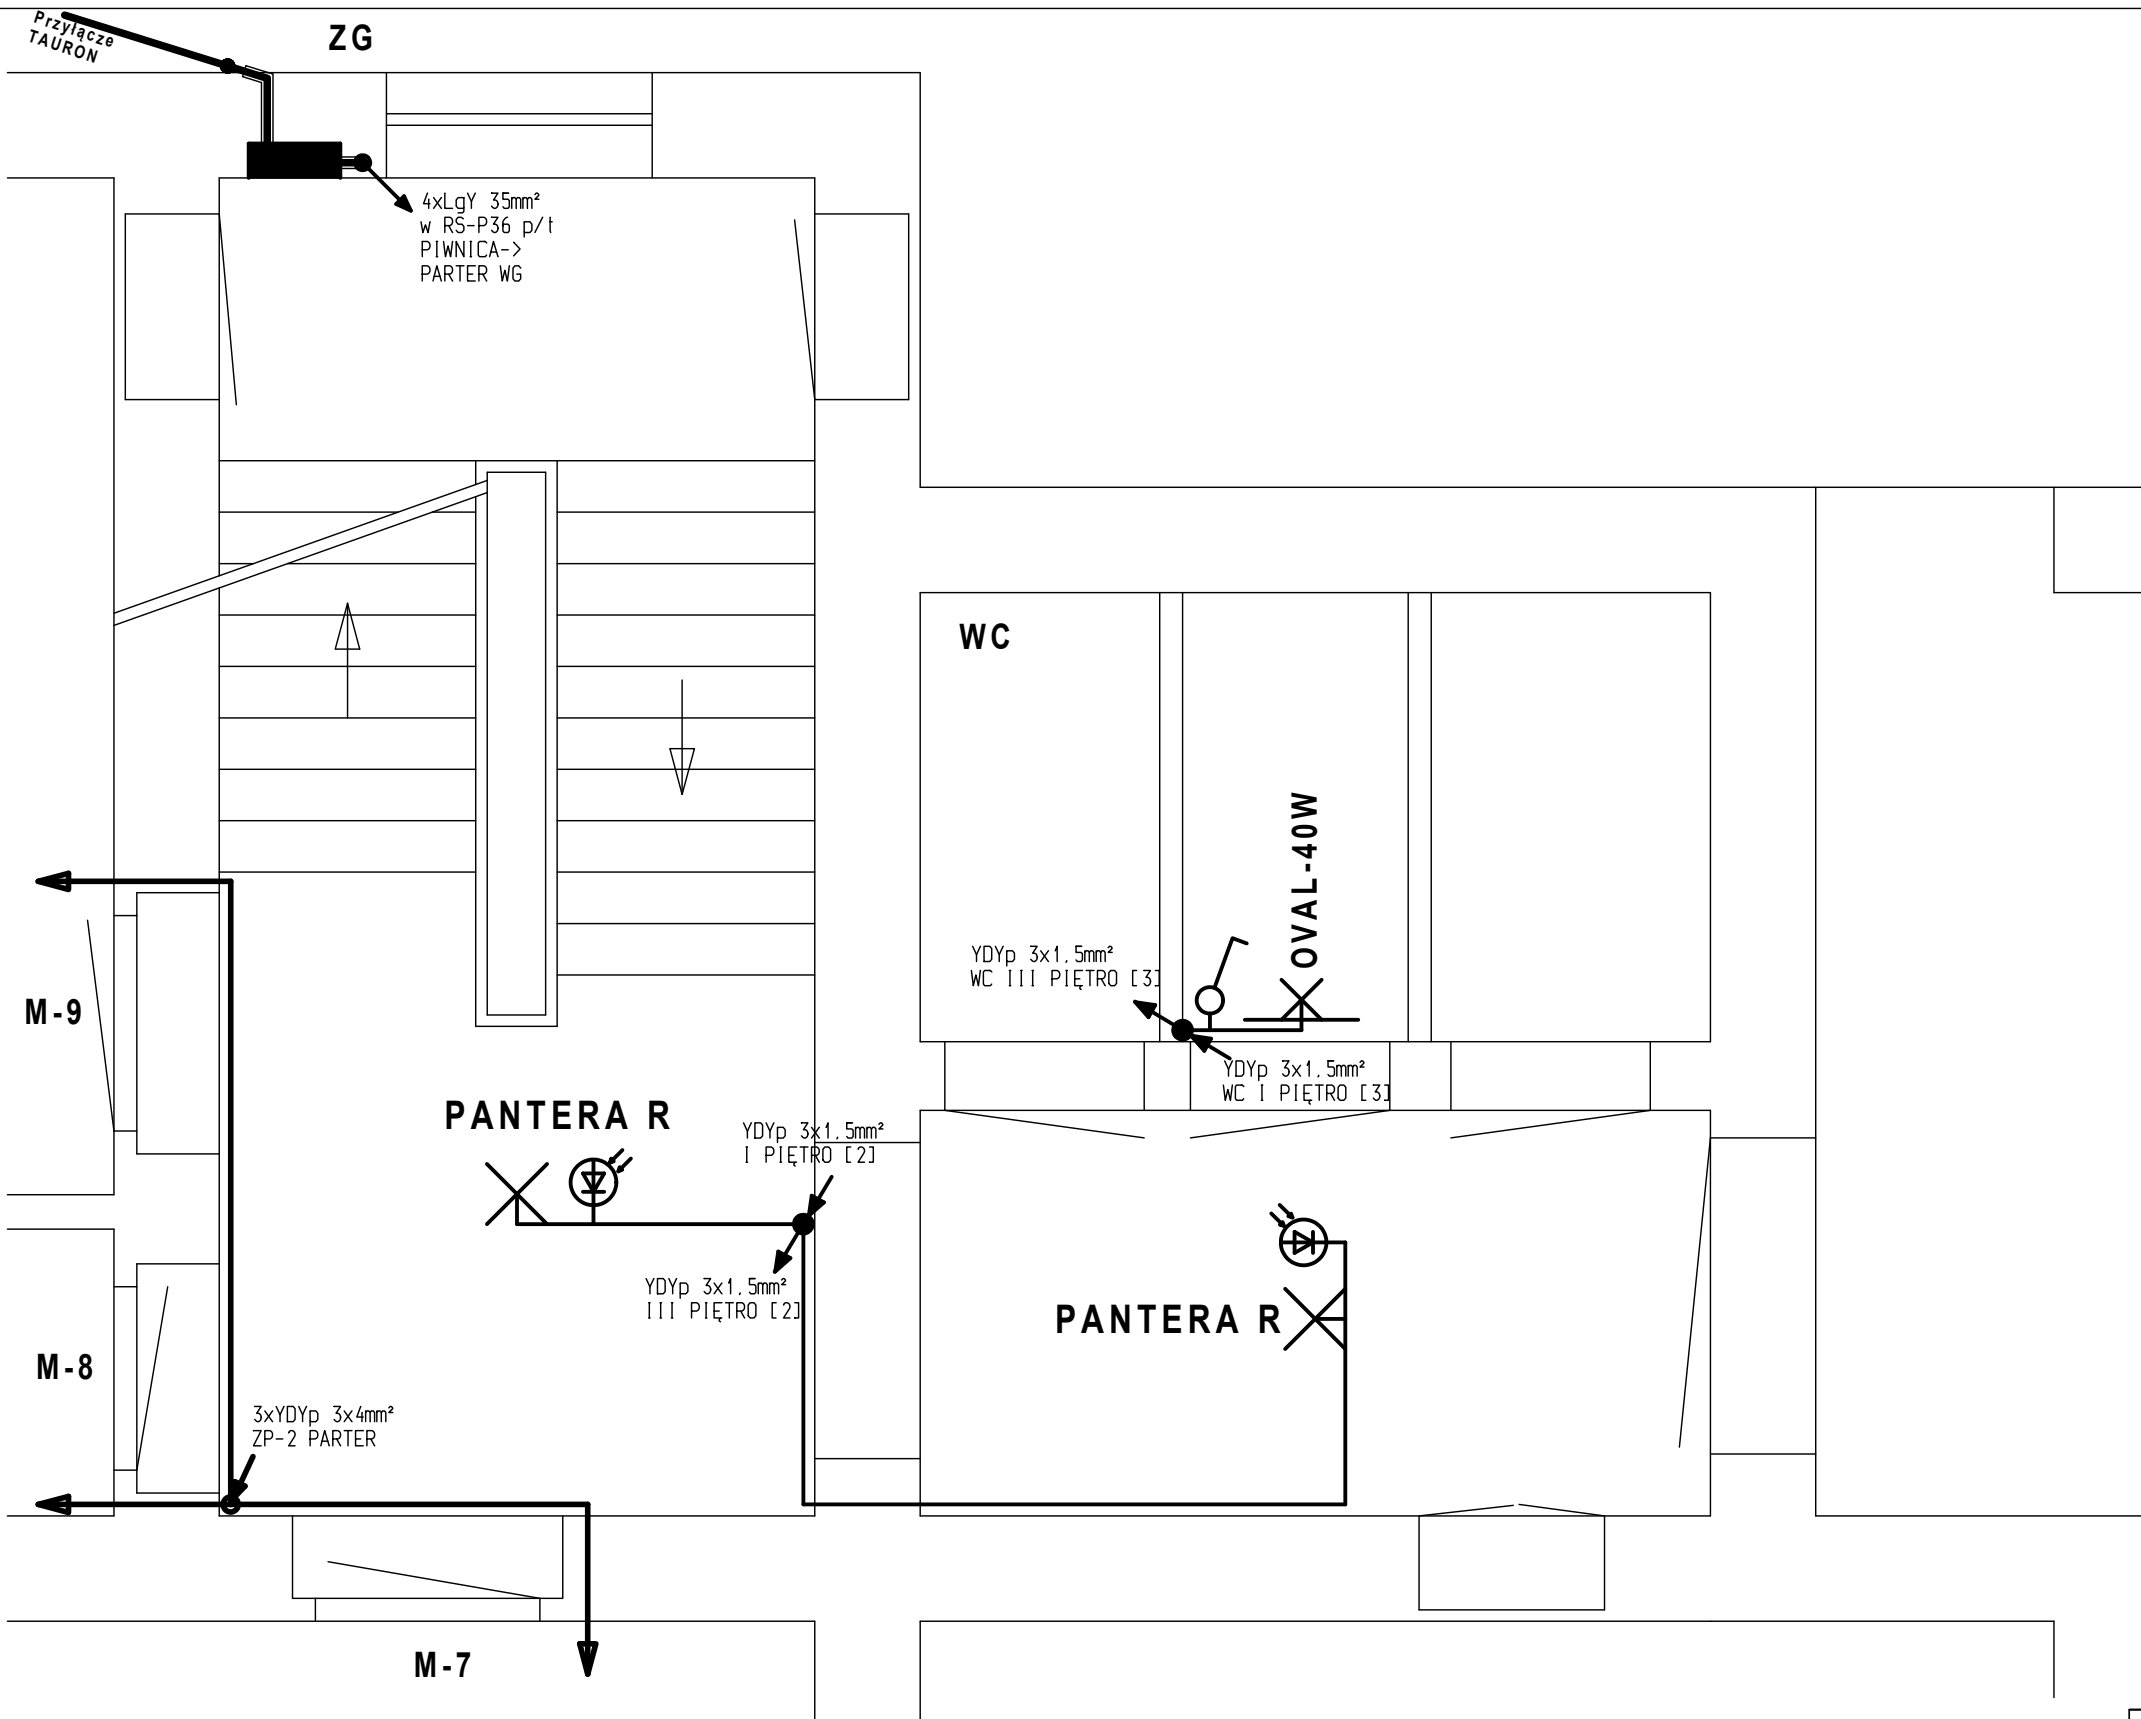 Przyłącze
TAURON
ZG
4xLgY 35mm²
w RS-P36 p/t
PIWNICA->
PARTER WG
WC
OVAL-40W
YDYp 3x1.5mm²
WC III PIĘTRO [3]
YDYp 3x1.5mm²
WC I PIĘTRO [3]
M-9
PANTERA R
YDYp 3x1.5mm²
I PIĘTRO [2]
YDYp 3x1.5mm²
III PIĘTRO [2]
PANTERA R
M-8
3xYDYp 3x4mm²
ZP-2 PARTER
M-7